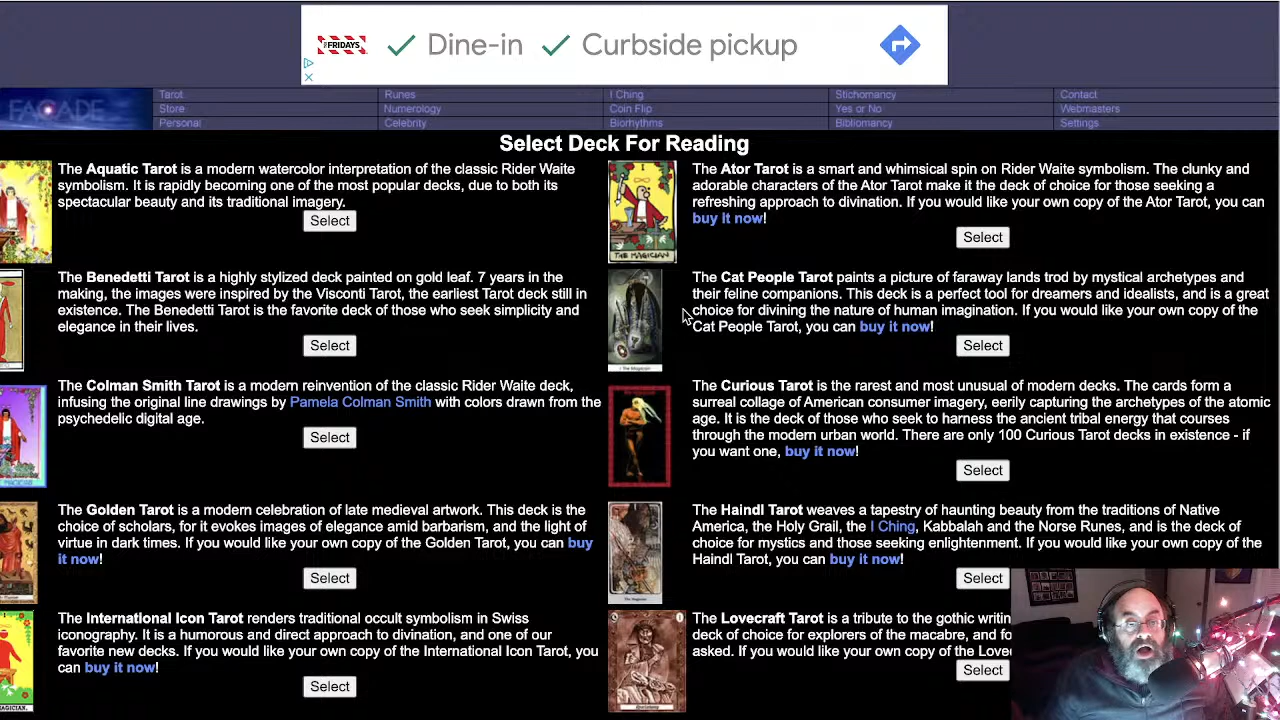 FRIDAYS Dine-in Curbside pickup
FACADE
Tarot Runes I Ching Stichomancy Contact
Store Numerology Coin Flip Yes or No Webmasters
Personal Celebrity Biorhythms Bibliomancy Settings
Select Deck For Reading
The Aquatic Tarot is a modern watercolor interpretation of the classic Rider Waite
symbolism. It is rapidly becoming one of the most popular decks, due to both its
spectacular beauty and its traditional imagery.
Select
The Ator Tarot is a smart and whimsical spin on Rider Waite symbolism. The clunky and
adorable characters of the Ator Tarot make it the deck of choice for those seeking a
refreshing approach to divination. If you would like your own copy of the Ator Tarot, you can
buy it now!
Select
I
THE MAGICIAN
The Benedetti Tarot is a highly stylized deck painted on gold leaf. 7 years in the
making, the images were inspired by the Visconti Tarot, the earliest Tarot deck still in
existence. The Benedetti Tarot is the favorite deck of those who seek simplicity and
elegance in their lives.
Select
The Cat People Tarot paints a picture of faraway lands trod by mystical archetypes and
their feline companions. This deck is a perfect tool for dreamers and idealists, and is a great
choice for divining the nature of human imagination. If you would like your own copy of the
Cat People Tarot, you can buy it now!
Select
I The Magician
The Colman Smith Tarot is a modern reinvention of the classic Rider Waite deck,
infusing the original line drawings by Pamela Colman Smith with colors drawn from the
psychedelic digital age.
Select
The Curious Tarot is the rarest and most unusual of modern decks. The cards form a
surreal collage of American consumer imagery, eerily capturing the archetypes of the atomic
age. It is the deck of those who seek to harness the ancient tribal energy that courses
through the modern urban world. There are only 100 Curious Tarot decks in existence - if
you want one, buy it now!
Select
The Golden Tarot is a modern celebration of late medieval artwork. This deck is the
choice of scholars, for it evokes images of elegance amid barbarism, and the light of
virtue in dark times. If you would like your own copy of the Golden Tarot, you can buy
it now!
Select
The Haindl Tarot weaves a tapestry of haunting beauty from the traditions of Native
America, the Holy Grail, the I Ching, Kabbalah and the Norse Runes, and is the deck of
choice for mystics and those seeking enlightenment. If you would like your own copy of the
Haindl Tarot, you can buy it now!
Select
The Magician
The International Icon Tarot renders traditional occult symbolism in Swiss
iconography. It is a humorous and direct approach to divination, and one of our
favorite new decks. If you would like your own copy of the International Icon Tarot, you
can buy it now!
Select
MAGICIAN.
The Lovecraft Tarot is a tribute to the gothic writin
deck of choice for explorers of the macabre, and fo
asked. If you would like your own copy of the Love
Select